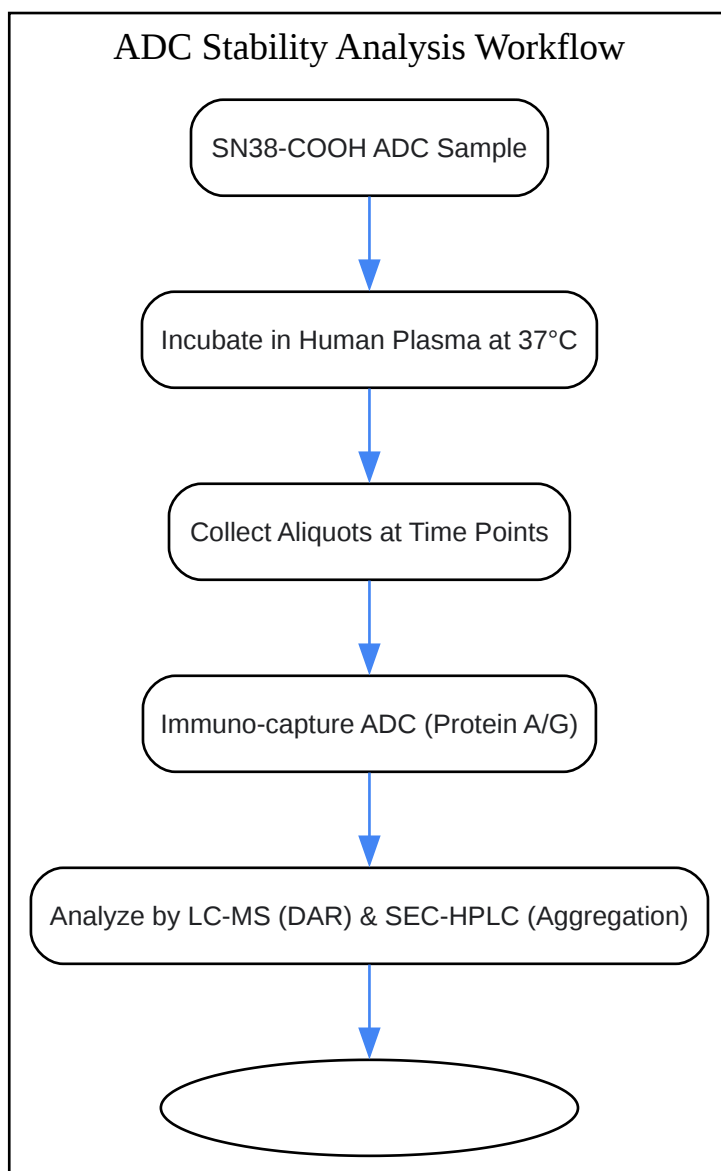 ADC Stability Analysis Workflow
SN38-COOH ADC Sample
Incubate in Human Plasma at 37°C
Collect Aliquots at Time Points
Immuno-capture ADC (Protein A/G)
Analyze by LC-MS (DAR) & SEC-HPLC (Aggregation)